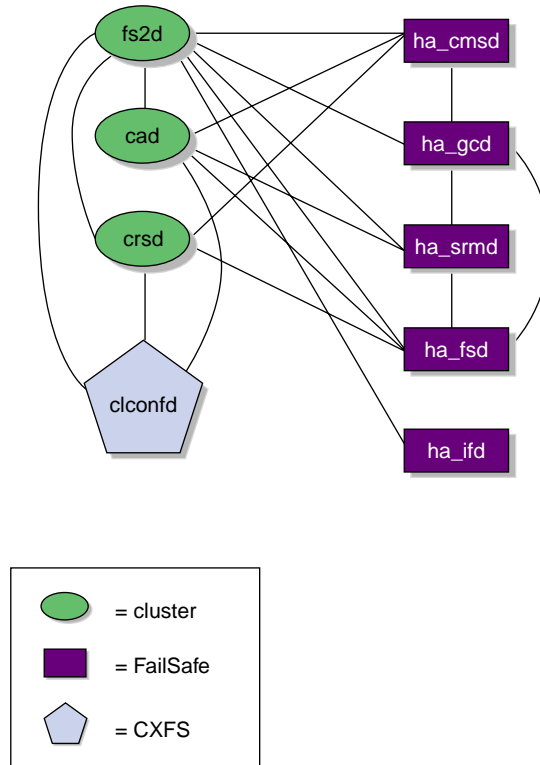 fs2d
ha_cmsd
cad
ha_gcd
crsd
ha_srmd
ha_fsd
clconfd
ha_ifd
= cluster
= FailSafe
= CXFS